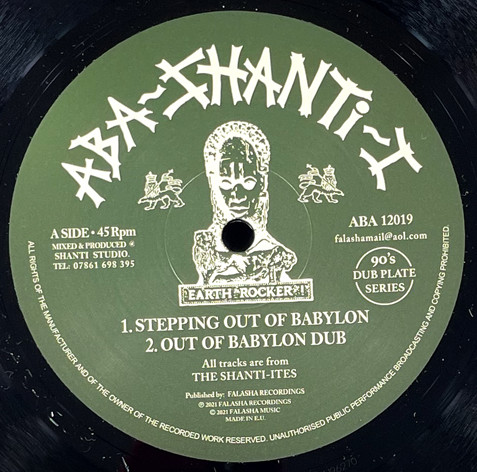 ABA-SHANTI-I
A SIDE • 45 Rpm
MIXED & PRODUCED @
SHANTI STUDIO.
TEL: 07861 698 395
ABA 12019
falashamail@aol.com
90's
DUB PLATE
SERIES
EARTH ROCKER!
1. STEPPING OUT OF BABYLON
2. OUT OF BABYLON DUB
All tracks are from
THE SHANTI-ITES
Published by: FALASHA RECORDINGS
℗ 2021 FALASHA RECORDINGS
© 2021 FALASHA MUSIC
MADE IN E.U.
ALL RIGHTS OF THE MANUFACTURER AND OF THE OWNER OF THE RECORDED WORK RESERVED. UNAUTHORISED PUBLIC PERFORMANCE BROADCASTING AND COPYING PROHIBITED.